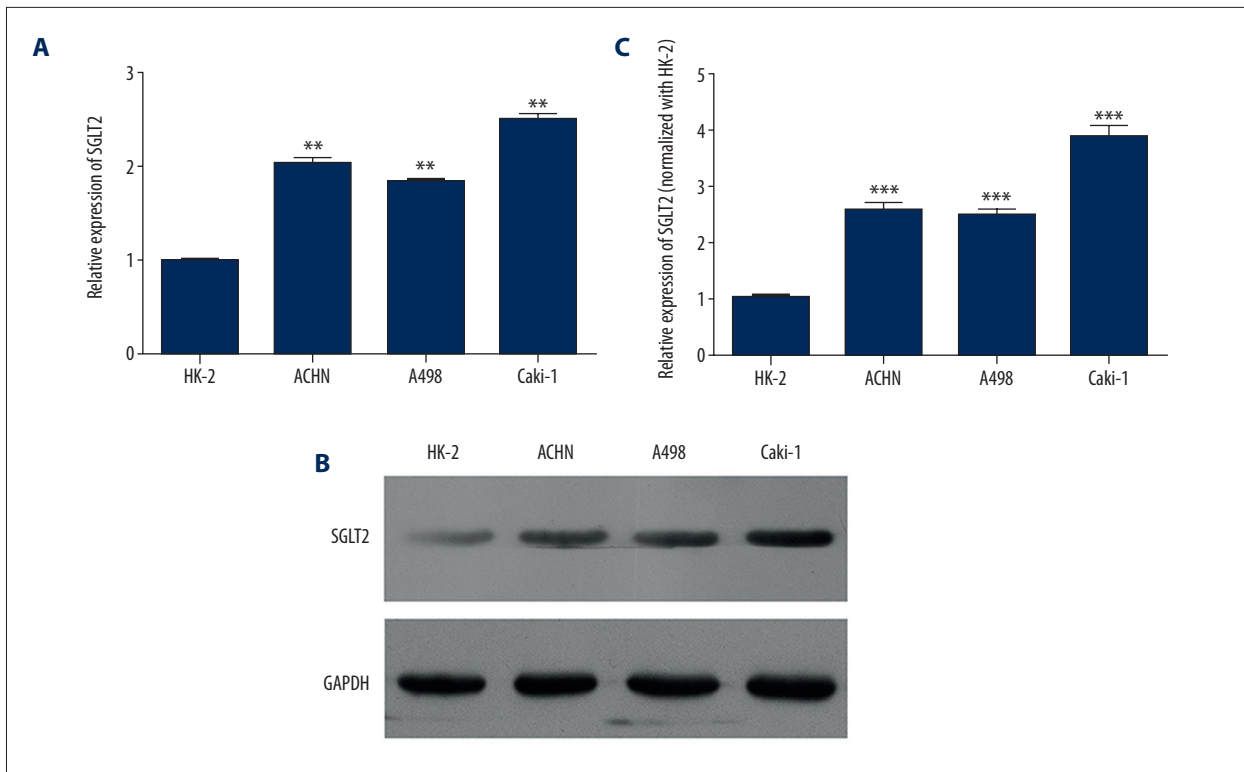 A
Relative expression of SGLT2
3
2
1
0
**
**
**
HK-2 ACHN A498 Caki-1
C
Relative expression of SGLT2 (normalized with HK-2)
5
4
3
2
1
0
***
***
***
HK-2 ACHN A498 Caki-1
B
HK-2 ACHN A498 Caki-1
SGLT2
GAPDH